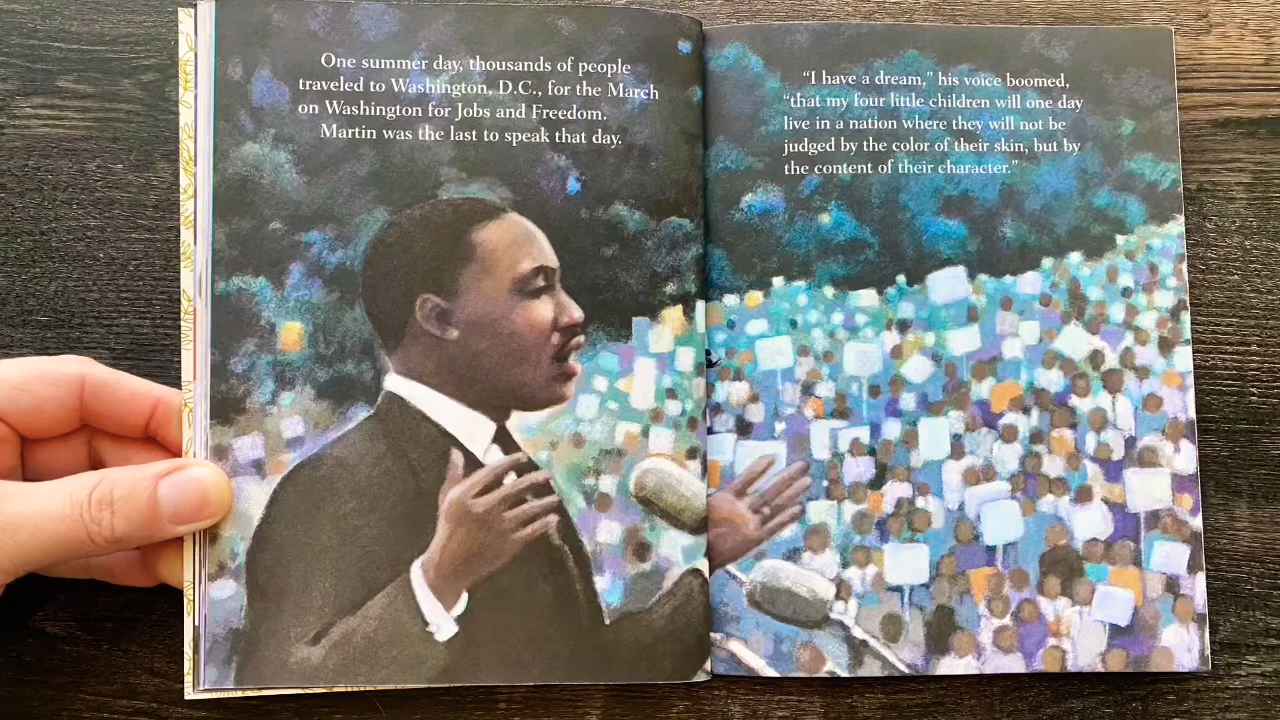 One summer day, thousands of people
traveled to Washington, D.C., for the March
on Washington for Jobs and Freedom.
Martin was the last to speak that day.
“I have a dream,” his voice boomed,
“that my four little children will one day
live in a nation where they will not be
judged by the color of their skin, but by
the content of their character.”